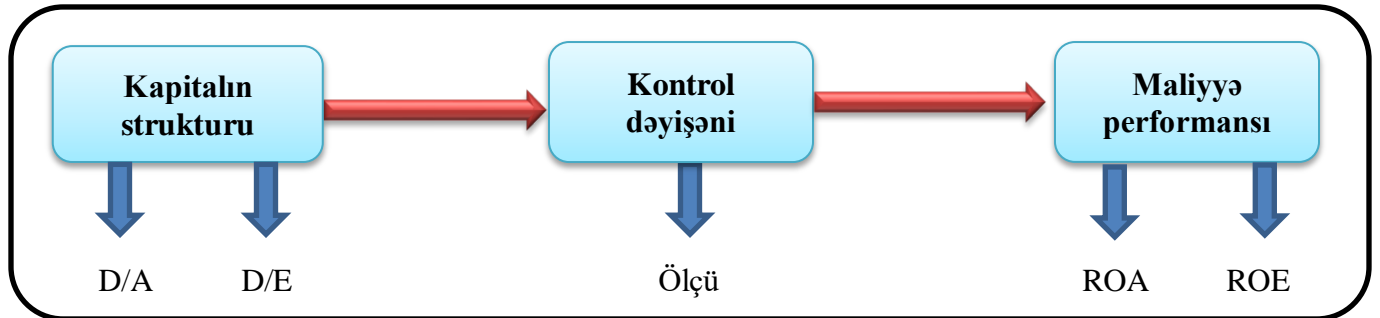 Kapitalın
strukturu
Kontrol
dəyişəni
Maliyyə
performansı
D/A
D/E
Ölçü
ROA
ROE